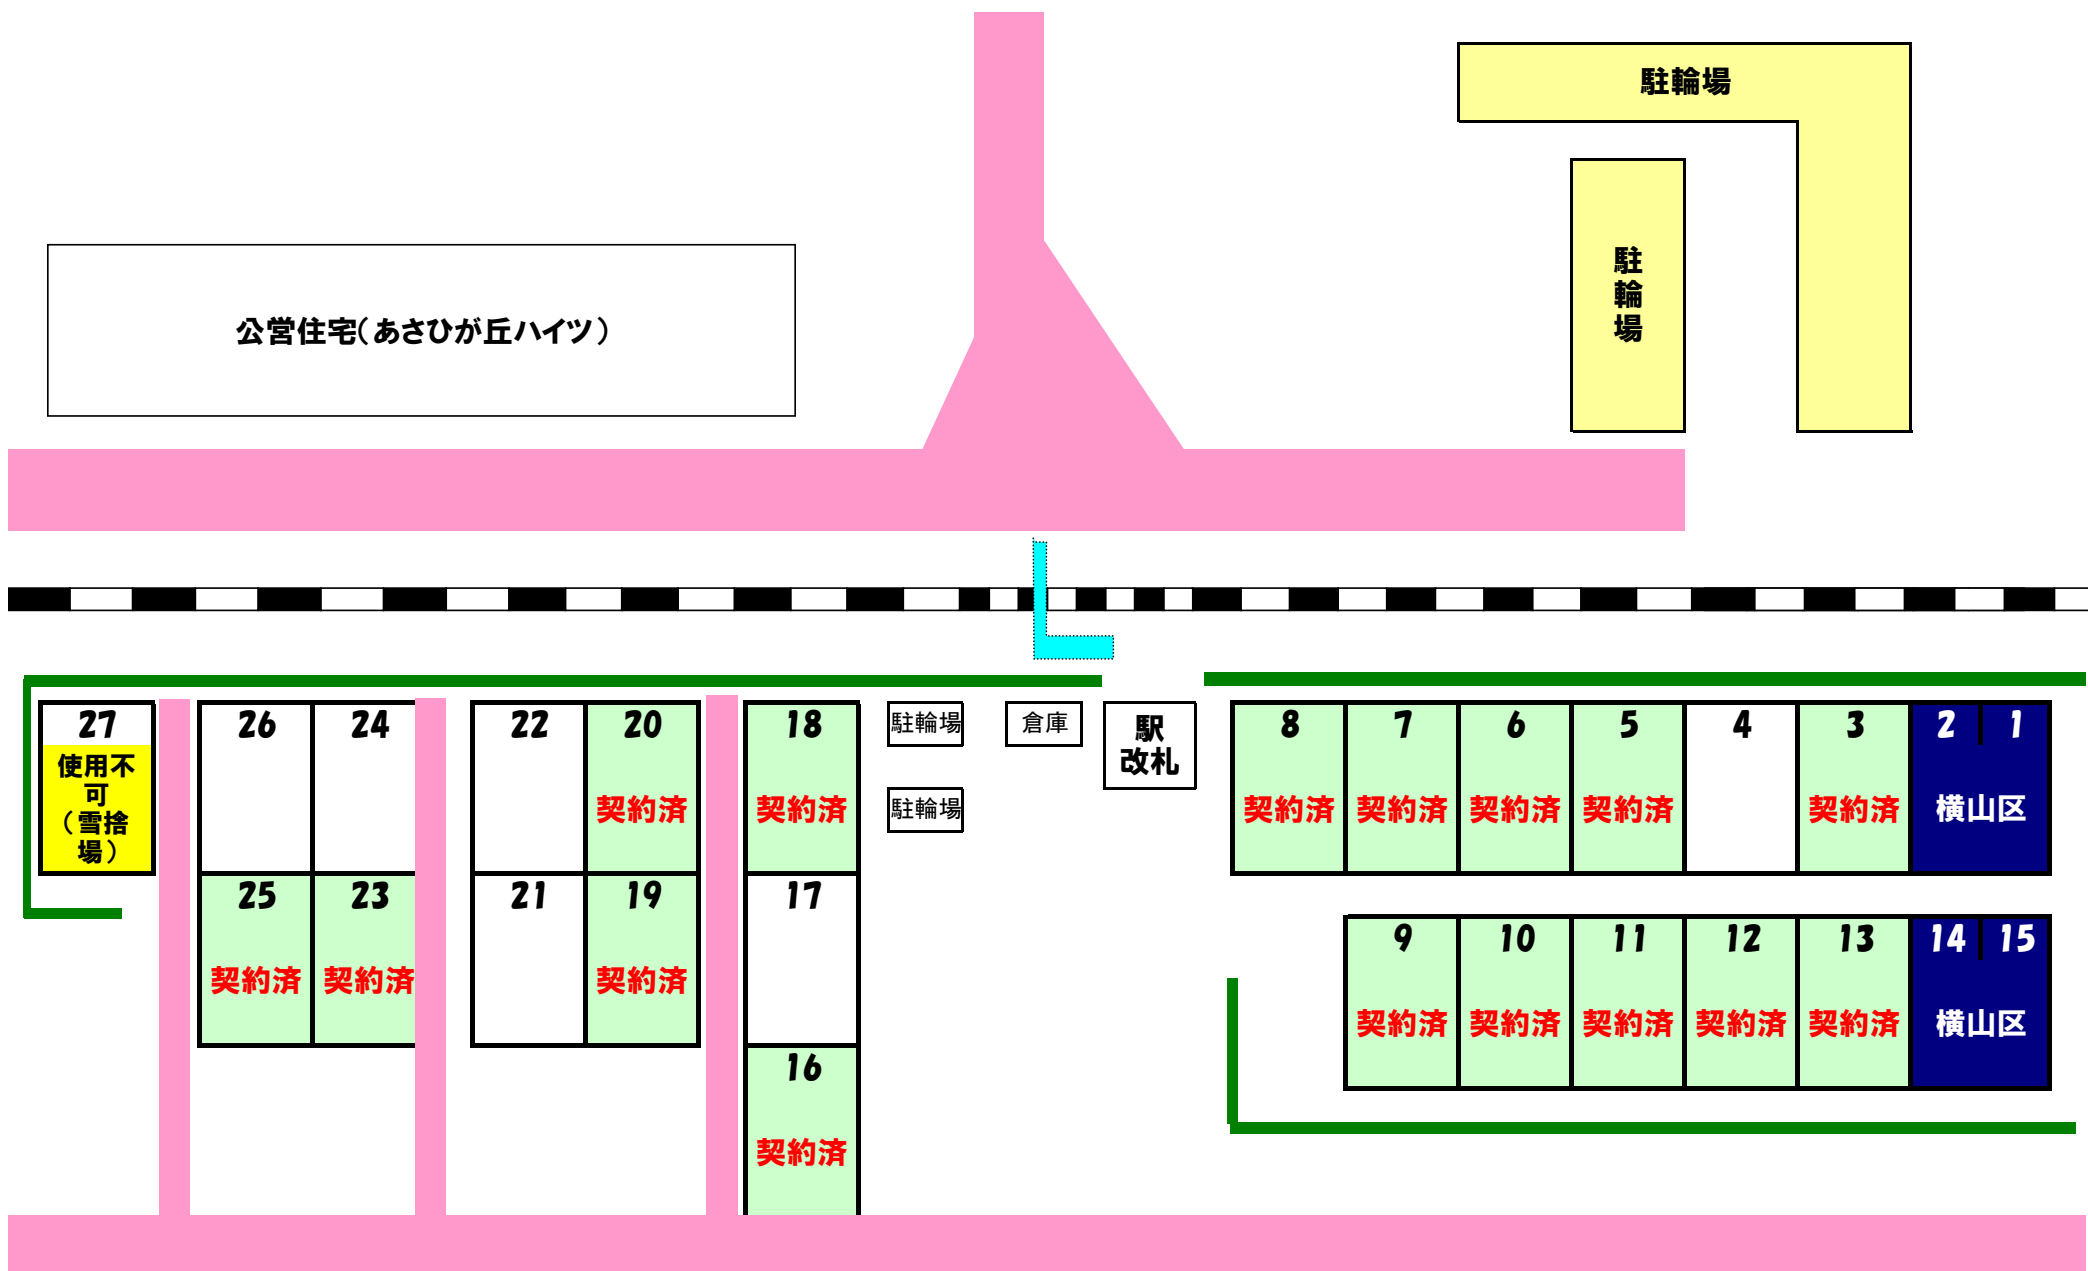 駐輪場
駐
輪
場
公営住宅(あさひが丘ハイツ)
27
使用不
可
(雪捨
場)
26
24
22
20
契約済
18
契約済
駐輪場
倉庫
駅
改札
駐輪場
8
契約済
7
契約済
6
契約済
5
契約済
4
3
契約済
2
1
横山区
25
契約済
23
契約済
21
19
契約済
17
16
契約済
9
契約済
10
契約済
11
契約済
12
契約済
13
契約済
14
15
横山区